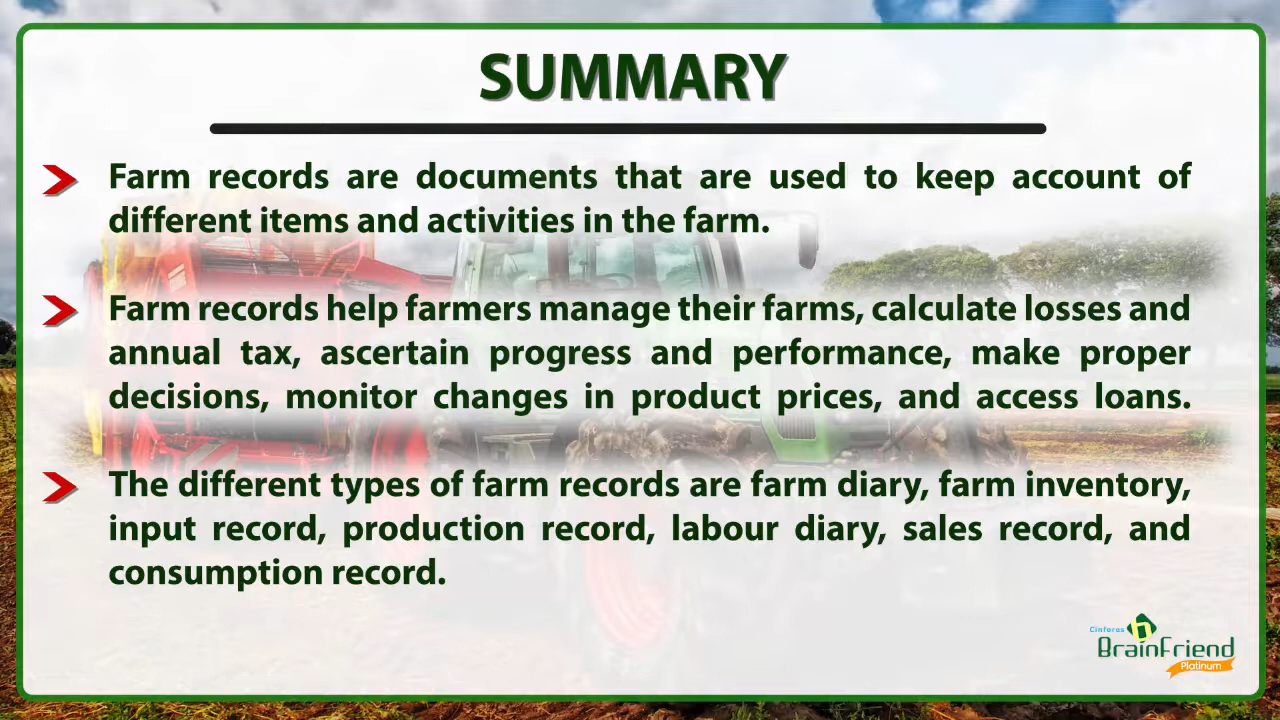 SUMMARY
Farm records are documents that are used to keep account of
different items and activities in the farm.
Farm records help farmers manage their farms, calculate losses and
annual tax, ascertain progress and performance, make proper
decisions, monitor changes in product prices, and access loans.
The different types of farm records are farm diary, farm inventory,
input record, production record, labour diary, sales record, and
consumption record.
Cinfores
BrainFriend
Platinum